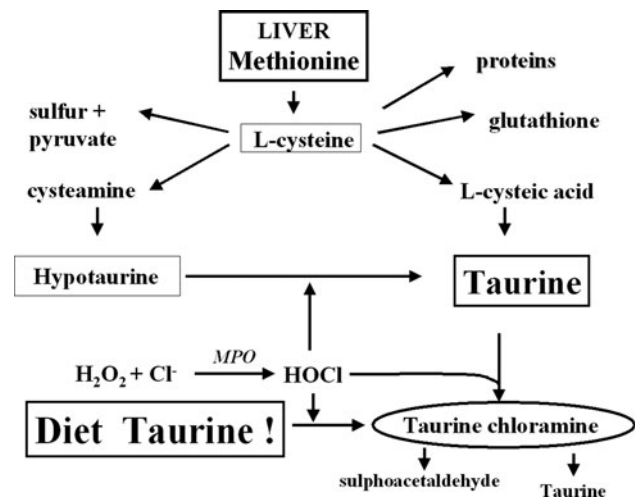 LIVER
Methionine
proteins
sulfur +
pyruvate
L-cysteine
glutathione
cysteamine
L-cysteic acid
Hypotaurine
Taurine
H₂O₂ + Cl⁻
MPO
HOCl
Diet Taurine !
Taurine chloramine
sulphoacetaldehyde
Taurine